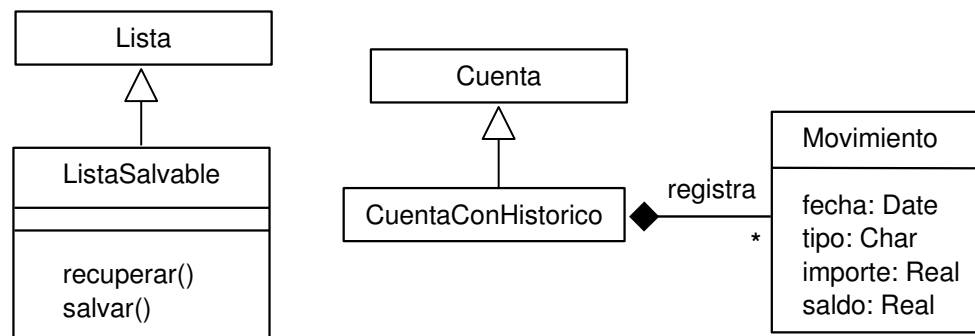 Lista
ListaSalvable
recuperar()
salvar()
Cuenta
CuentaConHistorico
registra
*
Movimiento
fecha: Date
tipo: Char
importe: Real
saldo: Real